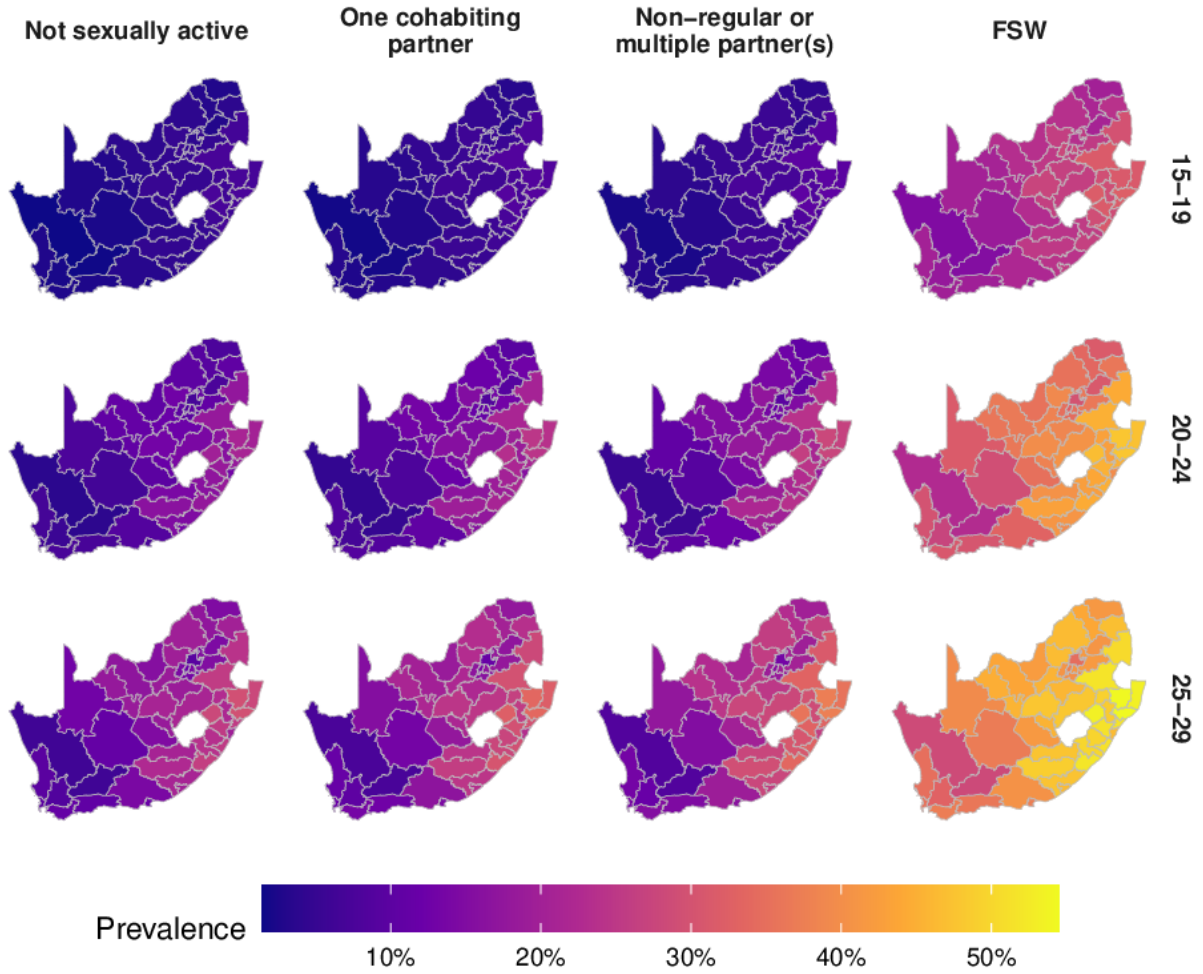 Not sexually active
One cohabiting
partner
Non−regular or
multiple partner(s)
FSW
15−19
20−24
25−29
Prevalence
10%
20%
30%
40%
50%